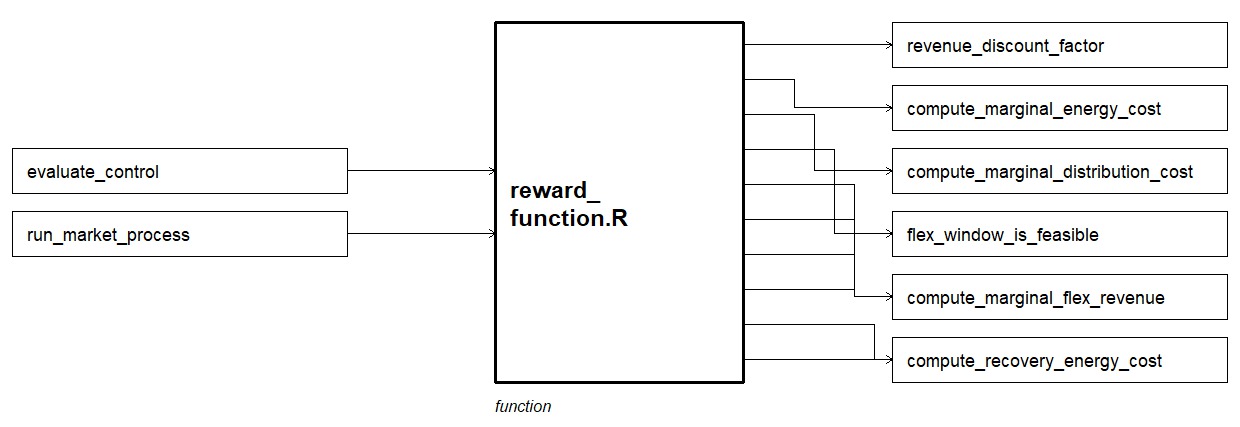 evaluate_control
run_market_process
reward_
function.R
function
revenue_discount_factor
compute_marginal_energy_cost
compute_marginal_distribution_cost
flex_window_is_feasible
compute_marginal_flex_revenue
compute_recovery_energy_cost